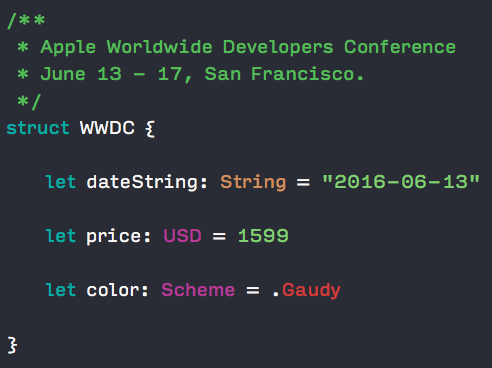 /**
 * Apple Worldwide Developers Conference
 * June 13 – 17, San Francisco.
 */
struct WWDC {
let dateString: String = "2016-06-13"
let price: USD = 1599
let color: Scheme = .Gaudy
}